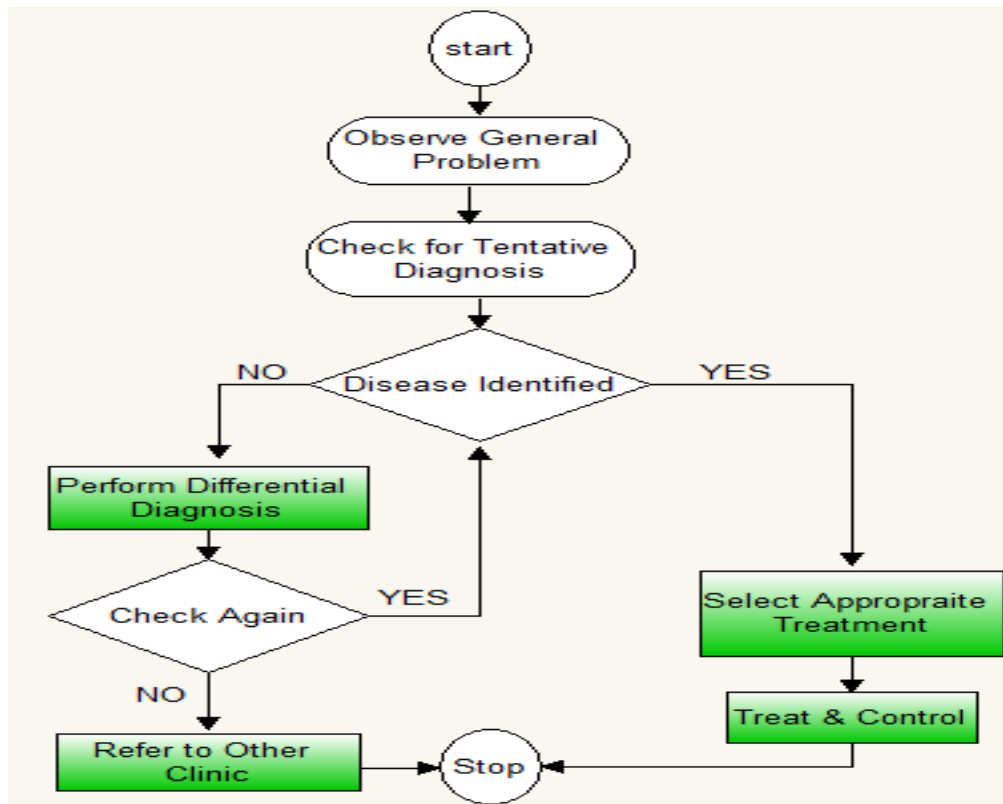 start
Observe General
Problem
Check for Tentative
Diagnosis
Disease Identified
NO
YES
Perform Differential
Diagnosis
Check Again
YES
NO
Refer to Other
Clinic
Select Appropraite
Treatment
Treat & Control
Stop